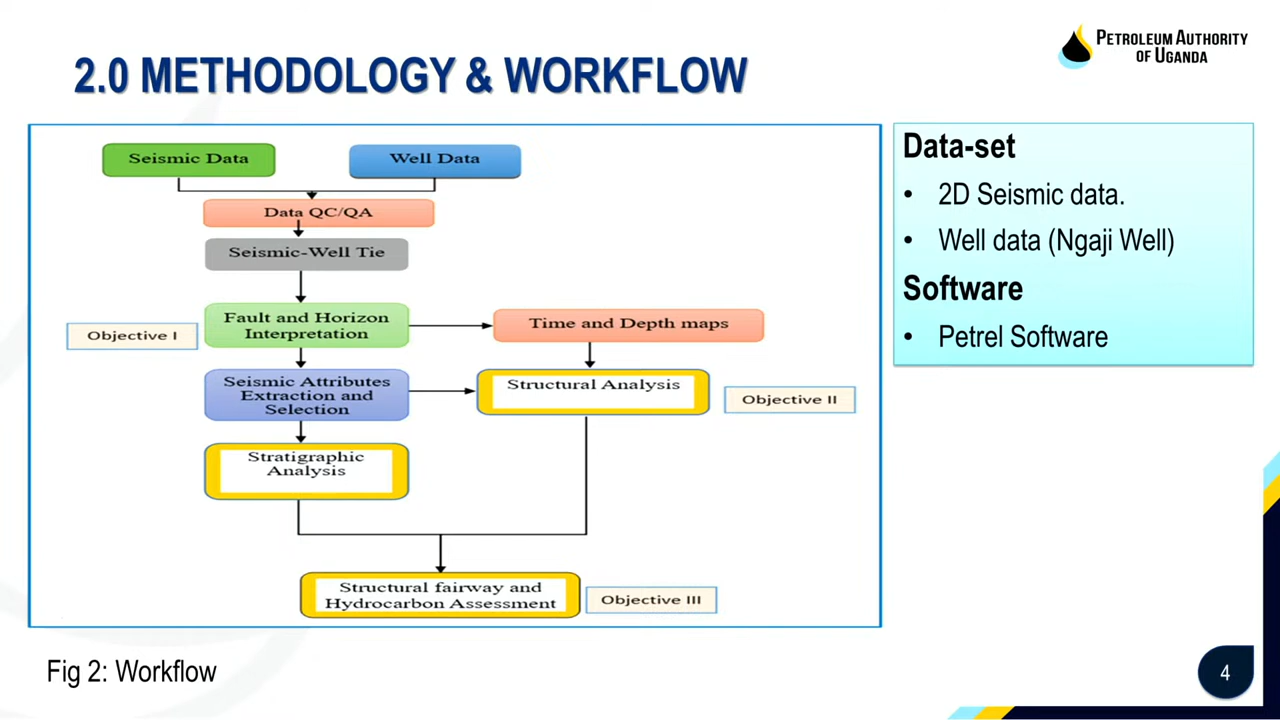 PETROLEUM AUTHORITY
OF UGANDA
2.0 METHODOLOGY & WORKFLOW
Seismic Data
Well Data
Data QC/QA
Seismic-Well Tie
Fault and Horizon
Interpretation
Objective I
Time and Depth maps
Seismic Attributes
Extraction and
Selection
Structural Analysis
Objective II
Stratigraphic
Analysis
Structural fairway and
Hydrocarbon Assessment
Objective III
Data-set
• 2D Seismic data.
• Well data (Ngaji Well)
Software
• Petrel Software
Fig 2: Workflow
4